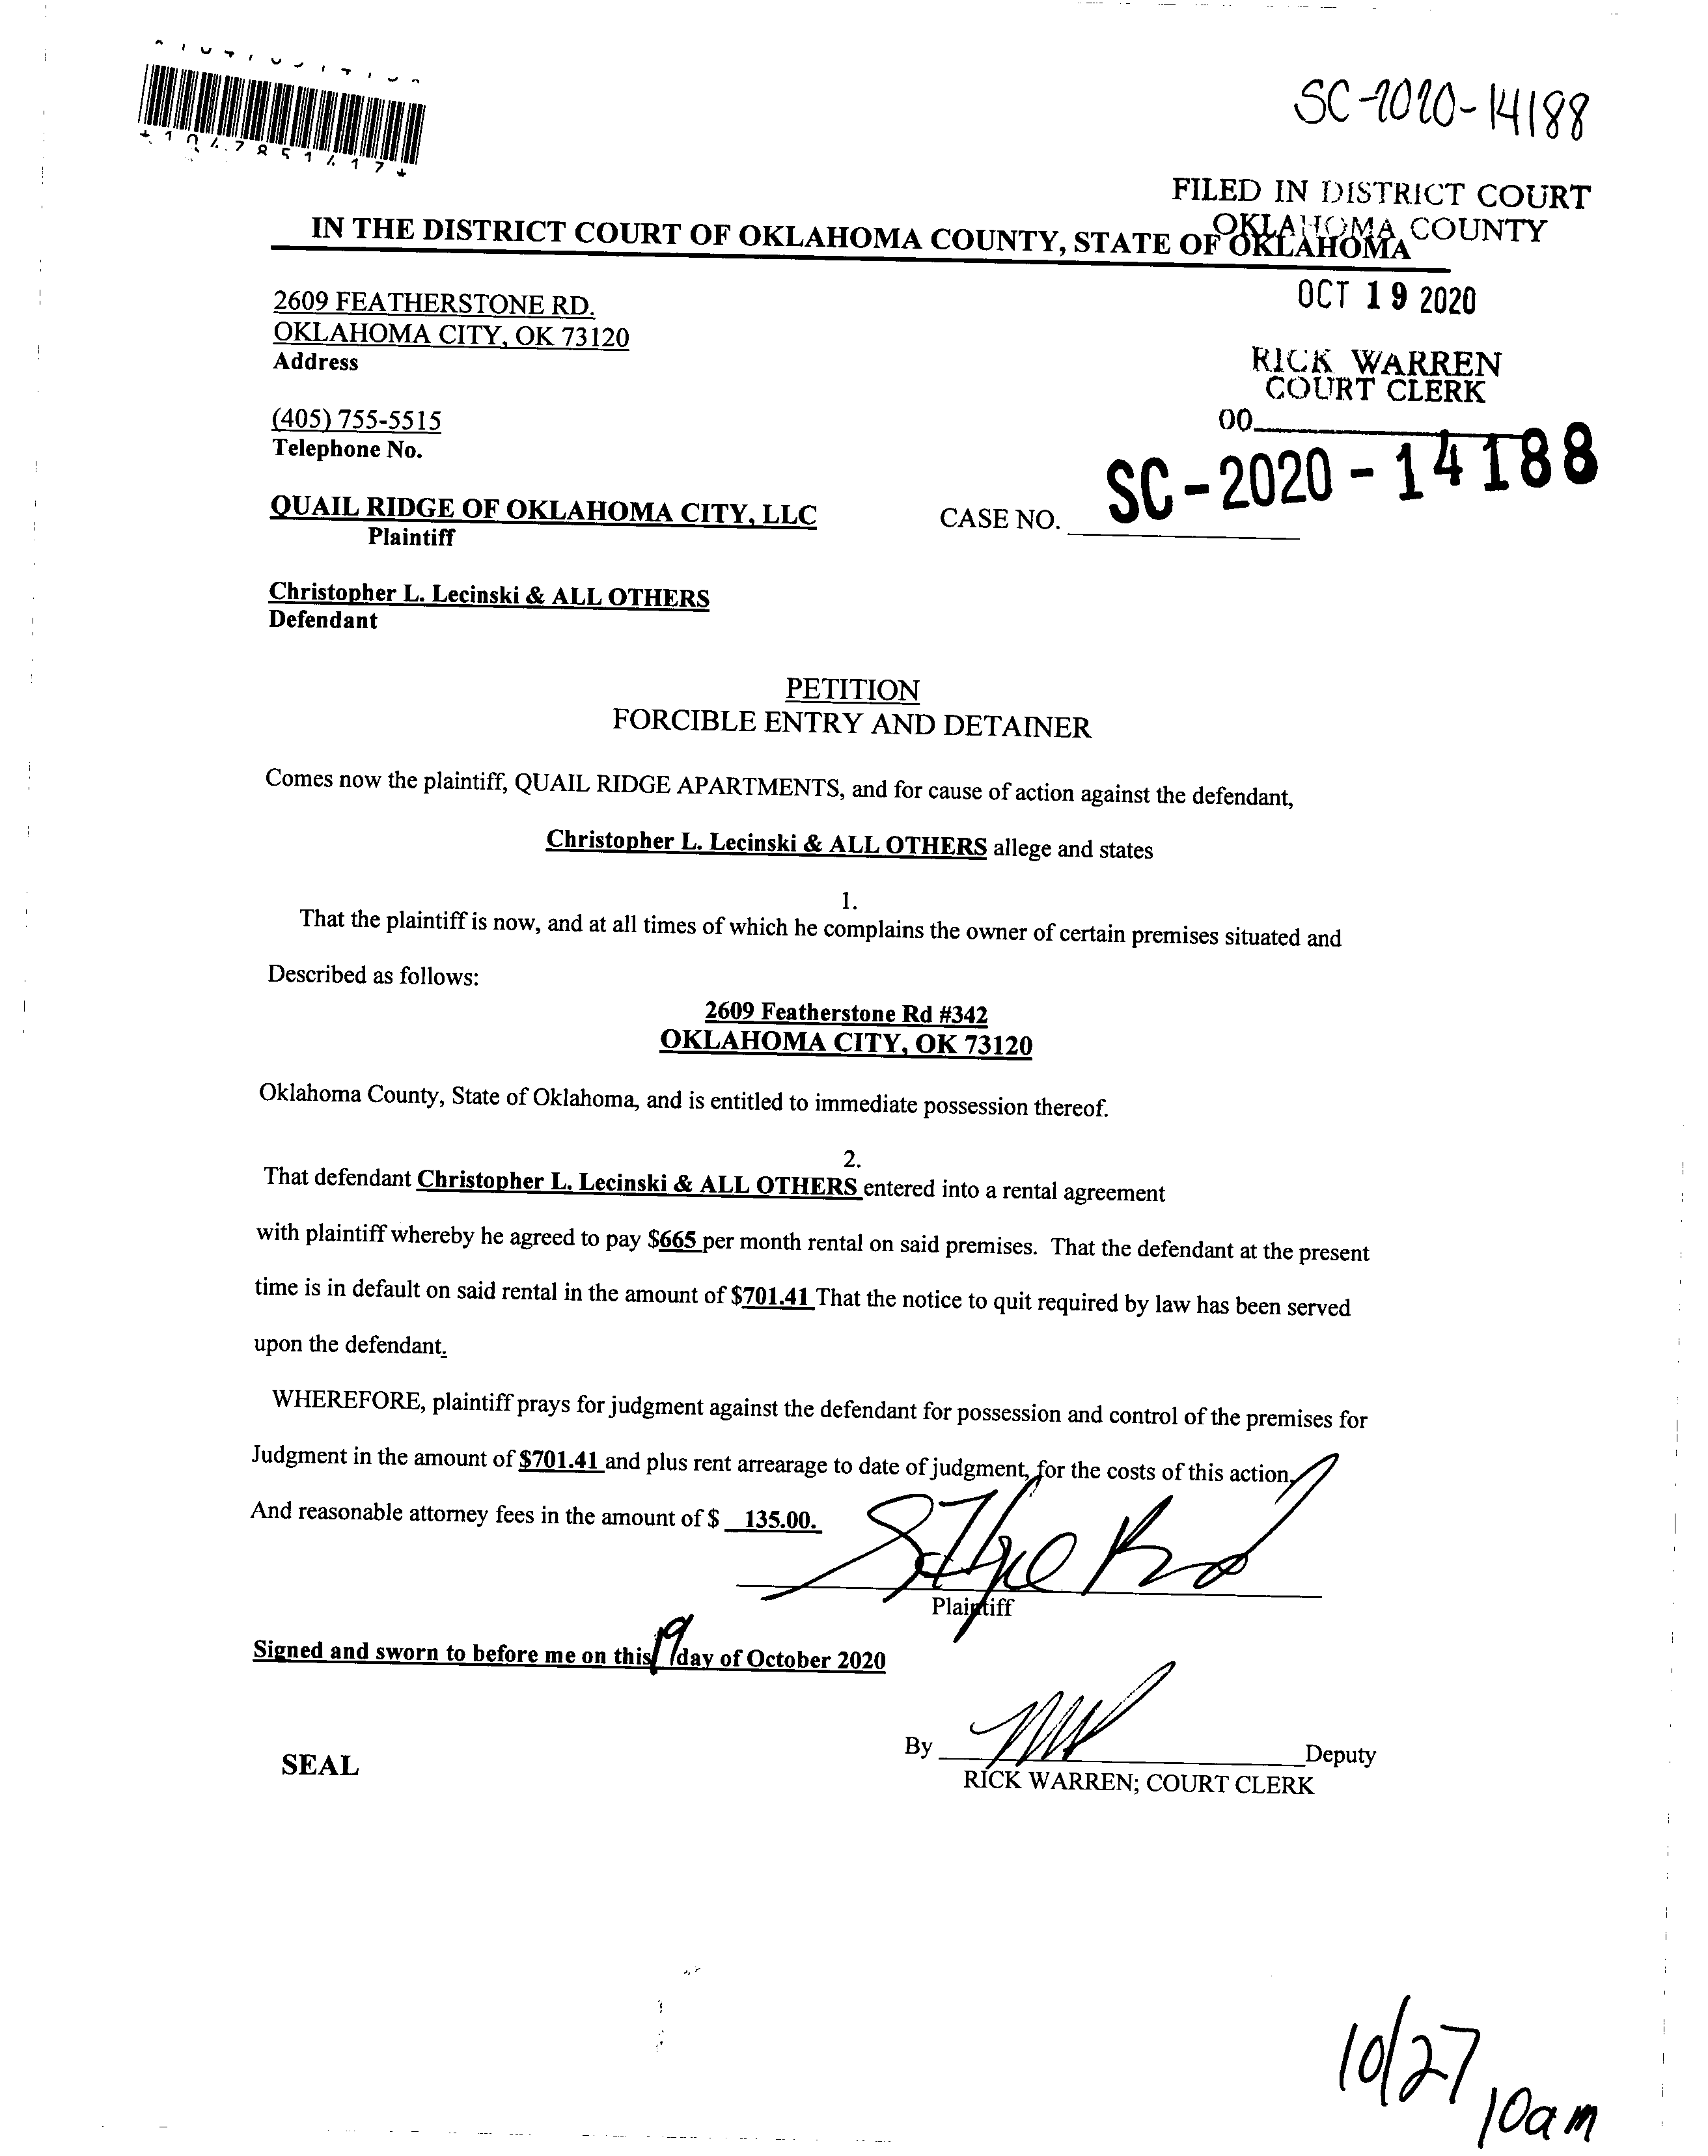 SC-2020-14188
*1047851417*
FILED IN DISTRICT COURT
OKLAHOMA COUNTY
IN THE DISTRICT COURT OF OKLAHOMA COUNTY, STATE OF OKLAHOMA
OCT 19 2020
2609 FEATHERSTONE RD.
OKLAHOMA CITY, OK 73120
Address
RICK WARREN
COURT CLERK
(405) 755-5515
Telephone No.
00
SC-2020-14188
QUAIL RIDGE OF OKLAHOMA CITY, LLC
CASE NO.
Plaintiff
Christopher L. Lecinski & ALL OTHERS
Defendant
PETITION
FORCIBLE ENTRY AND DETAINER
Comes now the plaintiff, QUAIL RIDGE APARTMENTS, and for cause of action against the defendant,
Christopher L. Lecinski & ALL OTHERS allege and states
1.
That the plaintiff is now, and at all times of which he complains the owner of certain premises situated and
Described as follows:
2609 Featherstone Rd #342
OKLAHOMA CITY, OK 73120
Oklahoma County, State of Oklahoma, and is entitled to immediate possession thereof.
2.
That defendant Christopher L. Lecinski & ALL OTHERS entered into a rental agreement
with plaintiff whereby he agreed to pay $665 per month rental on said premises. That the defendant at the present
time is in default on said rental in the amount of $701.41 That the notice to quit required by law has been served
upon the defendant.
WHEREFORE, plaintiff prays for judgment against the defendant for possession and control of the premises for
Judgment in the amount of $701.41 and plus rent arrearage to date of judgment, for the costs of this action,
And reasonable attorney fees in the amount of $ 135.00.
Plaintiff
Signed and sworn to before me on this 19 day of October 2020
By Deputy
SEAL
RICK WARREN; COURT CLERK
10/27
10am